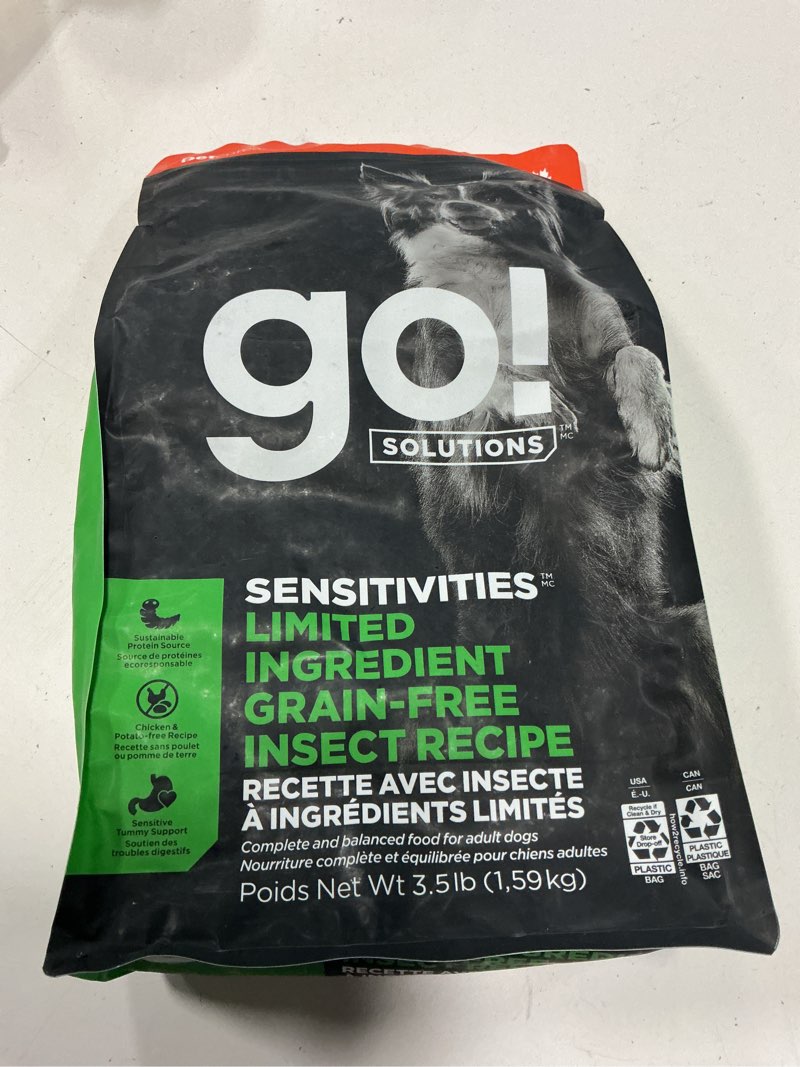 go!
SOLUTIONS
TM
MC
SENSITIVITIES
TM
MC
LIMITED
INGREDIENT
GRAIN-FREE
INSECT RECIPE
RECETTE AVEC INSECTE
À INGRÉDIENTS LIMITÉS
Complete and balanced food for adult dogs
Nourriture complète et équilibrée pour chiens adultes
Poids Net Wt 3.5lb (1,59kg)
Sustainable
Protein Source
Source de protéines
écoresponsable
Chicken &
Potato-free Recipe
Recette sans poulet
ou pomme de terre
Sensitive
Tummy Support
Soutien des
troubles digestifs
USA
É.-U.
Recycle if
Clean & Dry
Store
Drop-off
PLASTIC
BAG
how2recycle.info
CAN
CAN
PLASTIC
PLASTIQUE
BAG
SAC